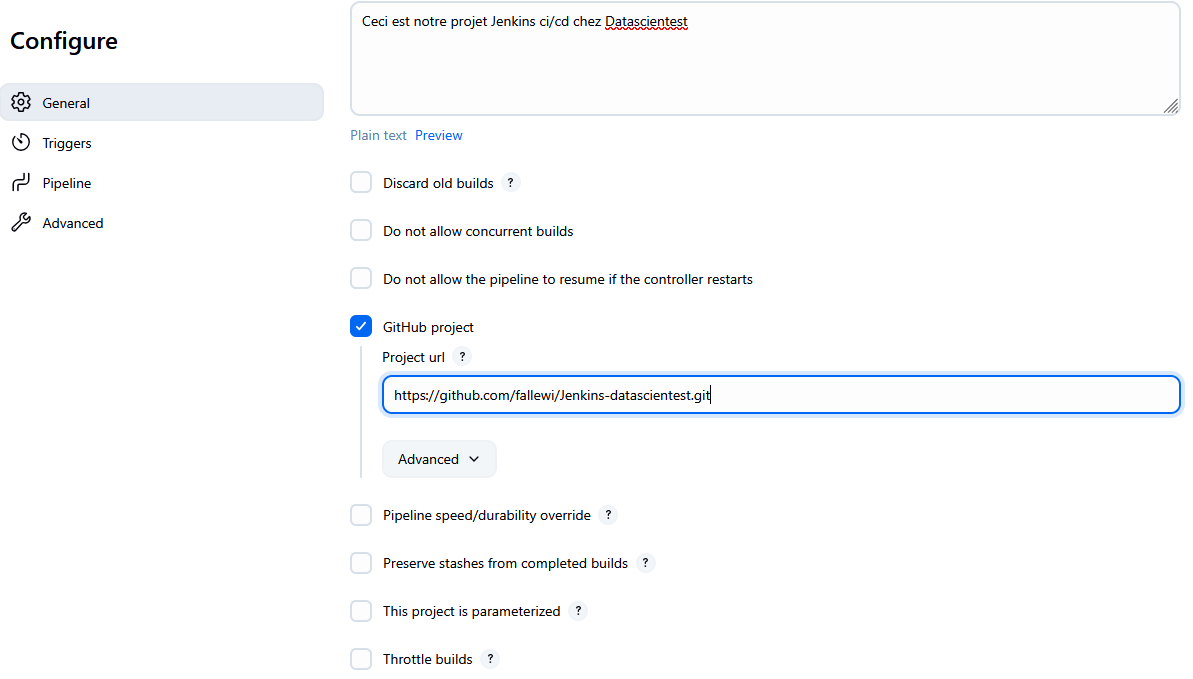 Configure
General
Triggers
Pipeline
Advanced
Ceci est notre projet Jenkins ci/cd chez Datascientest
Plain text Preview
Discard old builds ?
Do not allow concurrent builds
Do not allow the pipeline to resume if the controller restarts
GitHub project
Project url ?
https://github.com/fallewi/Jenkins-datascientest.git
Advanced
Pipeline speed/durability override ?
Preserve stashes from completed builds ?
This project is parameterized ?
Throttle builds ?